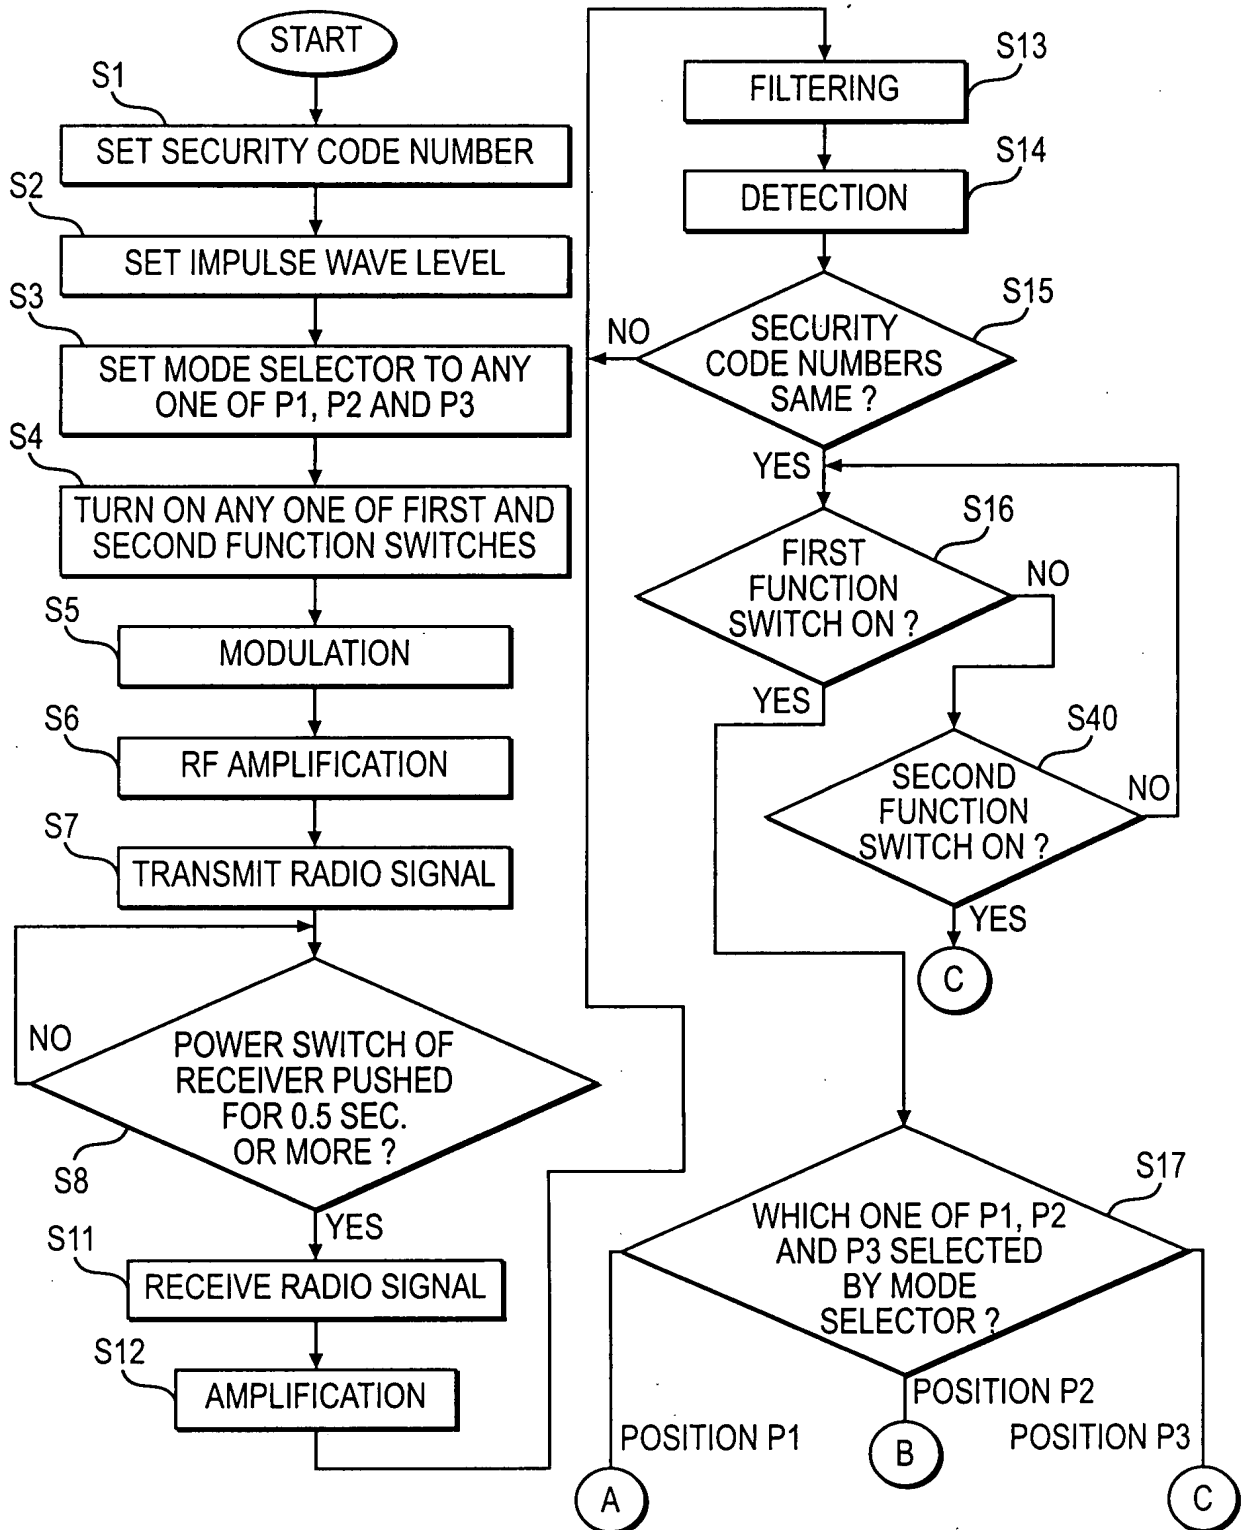 START
S1
SET SECURITY CODE NUMBER
S2
SET IMPULSE WAVE LEVEL
S3
SET MODE SELECTOR TO ANY
ONE OF P1, P2 AND P3
S4
TURN ON ANY ONE OF FIRST AND
SECOND FUNCTION SWITCHES
S5
MODULATION
S6
RF AMPLIFICATION
S7
TRANSMIT RADIO SIGNAL
NO
POWER SWITCH OF
RECEIVER PUSHED
FOR 0.5 SEC.
OR MORE ?
S8
YES
S11
RECEIVE RADIO SIGNAL
S12
AMPLIFICATION
S13
FILTERING
S14
DETECTION
S15
NO
SECURITY
CODE NUMBERS
SAME ?
YES
S16
FIRST
FUNCTION
SWITCH ON ?
NO
YES
S40
SECOND
FUNCTION
SWITCH ON ?
NO
YES
C
S17
WHICH ONE OF P1, P2
AND P3 SELECTED
BY MODE
SELECTOR ?
POSITION P1
POSITION P2
POSITION P3
A
B
C